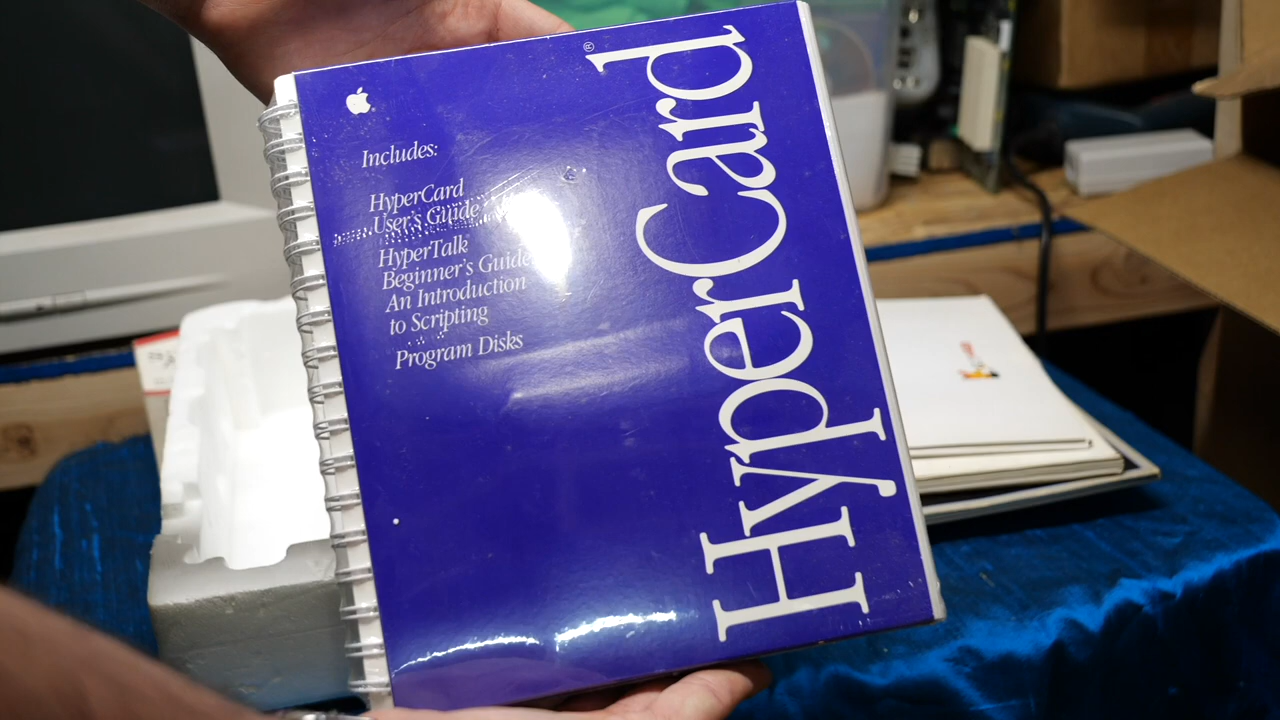 Includes:
HyperCard
User's Guide
HyperTalk
Beginner's Guide
An Introduction
to Scripting
Program Disks
HyperCard®